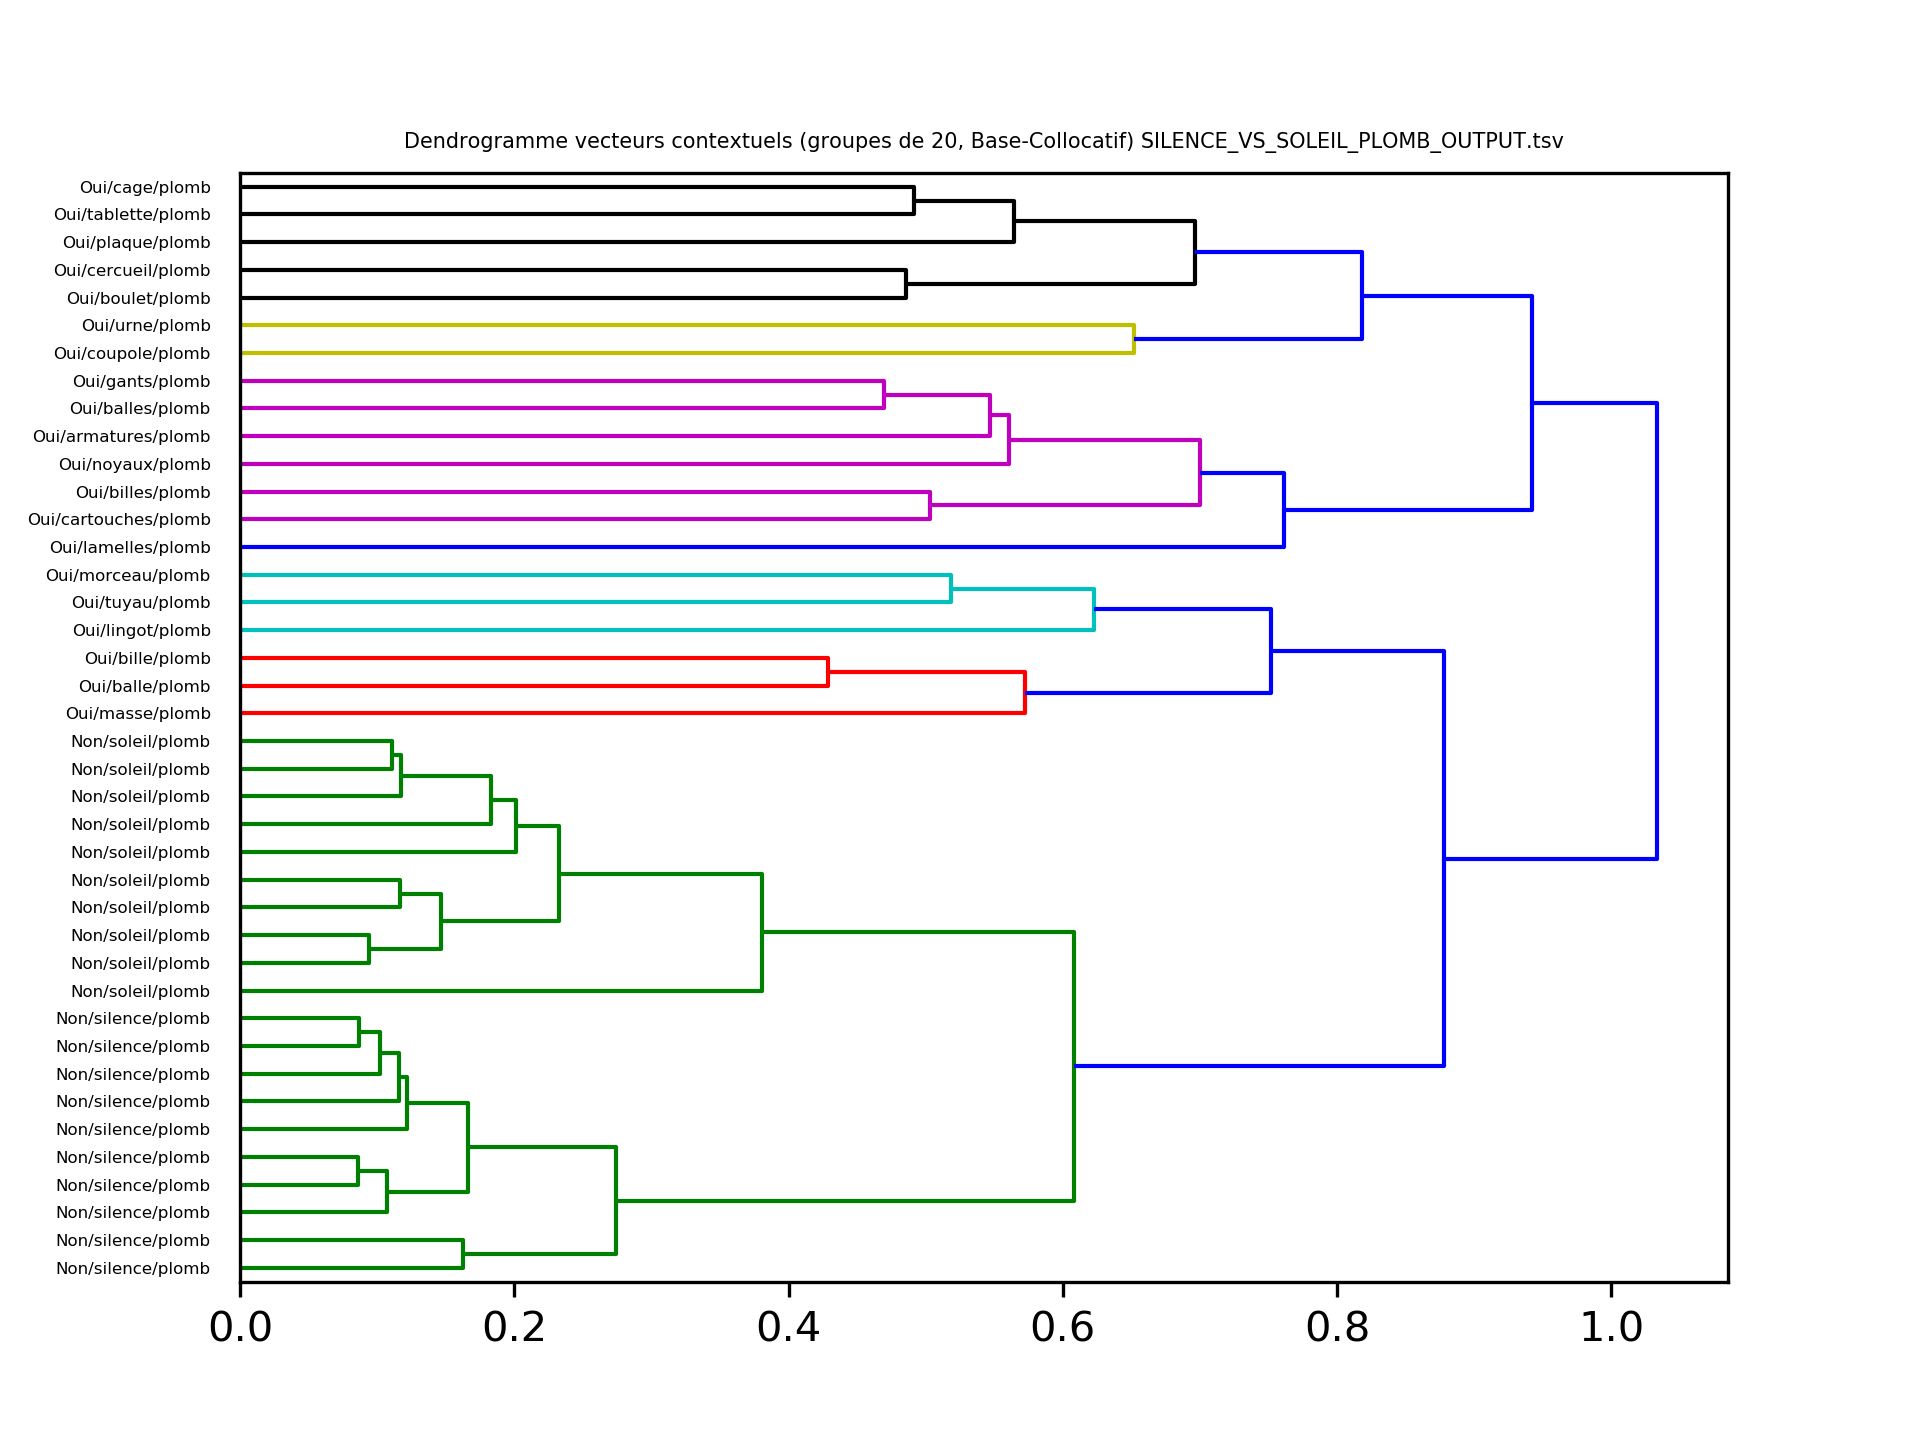 Dendrogramme vecteurs contextuels (groupes de 20, Base-Collocatif) SILENCE_VS_SOLEIL_PLOMB_OUTPUT.tsv
Oui/cage/plomb
Oui/tablette/plomb
Oui/plaque/plomb
Oui/cercueil/plomb
Oui/boulet/plomb
Oui/urne/plomb
Oui/coupole/plomb
Oui/gants/plomb
Oui/balles/plomb
Oui/armatures/plomb
Oui/noyaux/plomb
Oui/billes/plomb
Oui/cartouches/plomb
Oui/lamelles/plomb
Oui/morceau/plomb
Oui/tuyau/plomb
Oui/lingot/plomb
Oui/bille/plomb
Oui/balle/plomb
Oui/masse/plomb
Non/soleil/plomb
Non/soleil/plomb
Non/soleil/plomb
Non/soleil/plomb
Non/soleil/plomb
Non/soleil/plomb
Non/soleil/plomb
Non/soleil/plomb
Non/soleil/plomb
Non/soleil/plomb
Non/silence/plomb
Non/silence/plomb
Non/silence/plomb
Non/silence/plomb
Non/silence/plomb
Non/silence/plomb
Non/silence/plomb
Non/silence/plomb
Non/silence/plomb
Non/silence/plomb
0.0 0.2 0.4 0.6 0.8 1.0